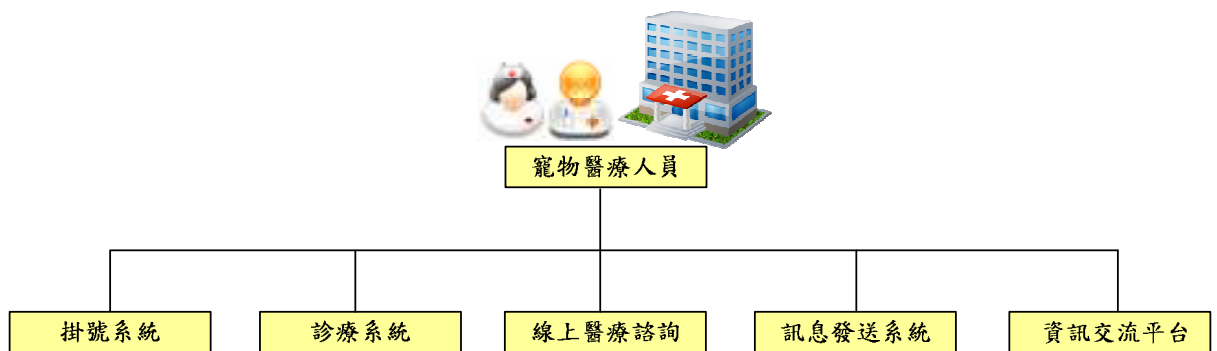 寵物醫療人員
掛號系統
診療系統
線上醫療諮詢
訊息發送系統
資訊交流平台